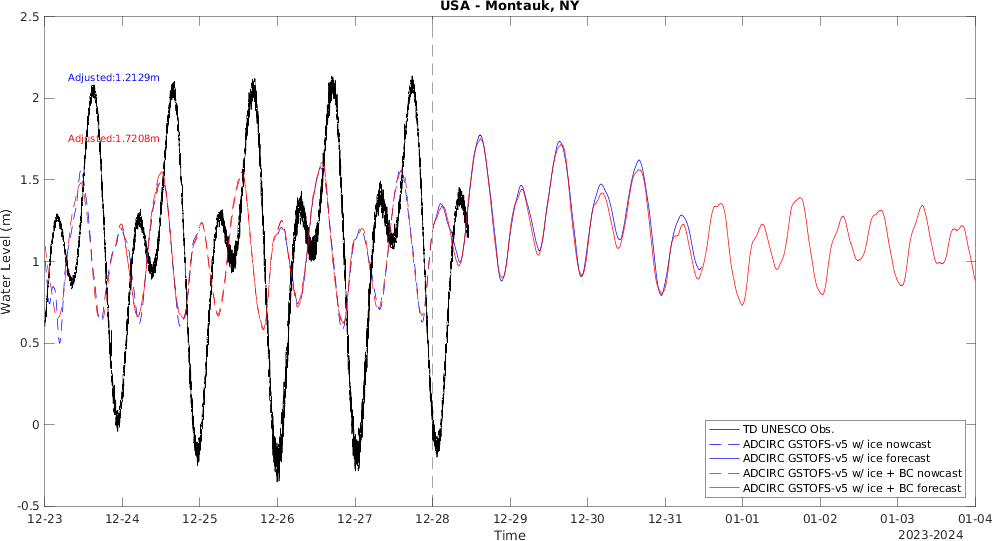 USA - Montauk, NY
2.5
2
1.5
1
0.5
0
-0.5
Water Level (m)
Adjusted:1.2129m
Adjusted:1.7208m
TD UNESCO Obs.
ADCIRC GSTOFS-v5 w/ ice nowcast
ADCIRC GSTOFS-v5 w/ ice forecast
ADCIRC GSTOFS-v5 w/ ice + BC nowcast
ADCIRC GSTOFS-v5 w/ ice + BC forecast
12-23 12-24 12-25 12-26 12-27 12-28 12-29 12-30 12-31 01-01 01-02 01-03 01-04
Time
2023-2024